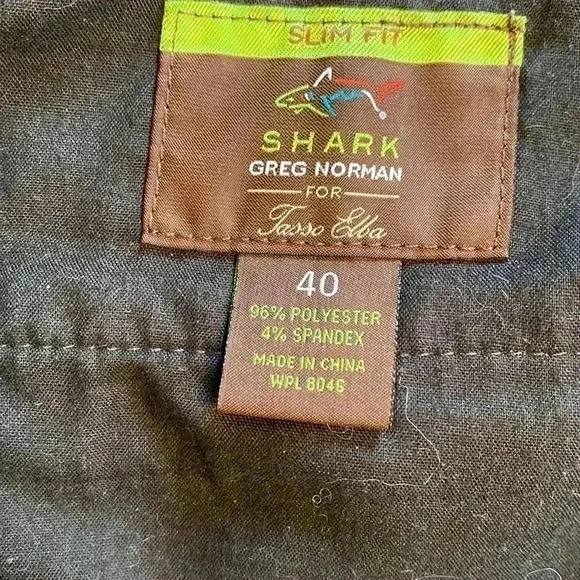 SLIM FIT
SHARK
GREG NORMAN
FOR
Tasso Elba
40
96% POLYESTER
4% SPANDEX
MADE IN CHINA
WPL 8046